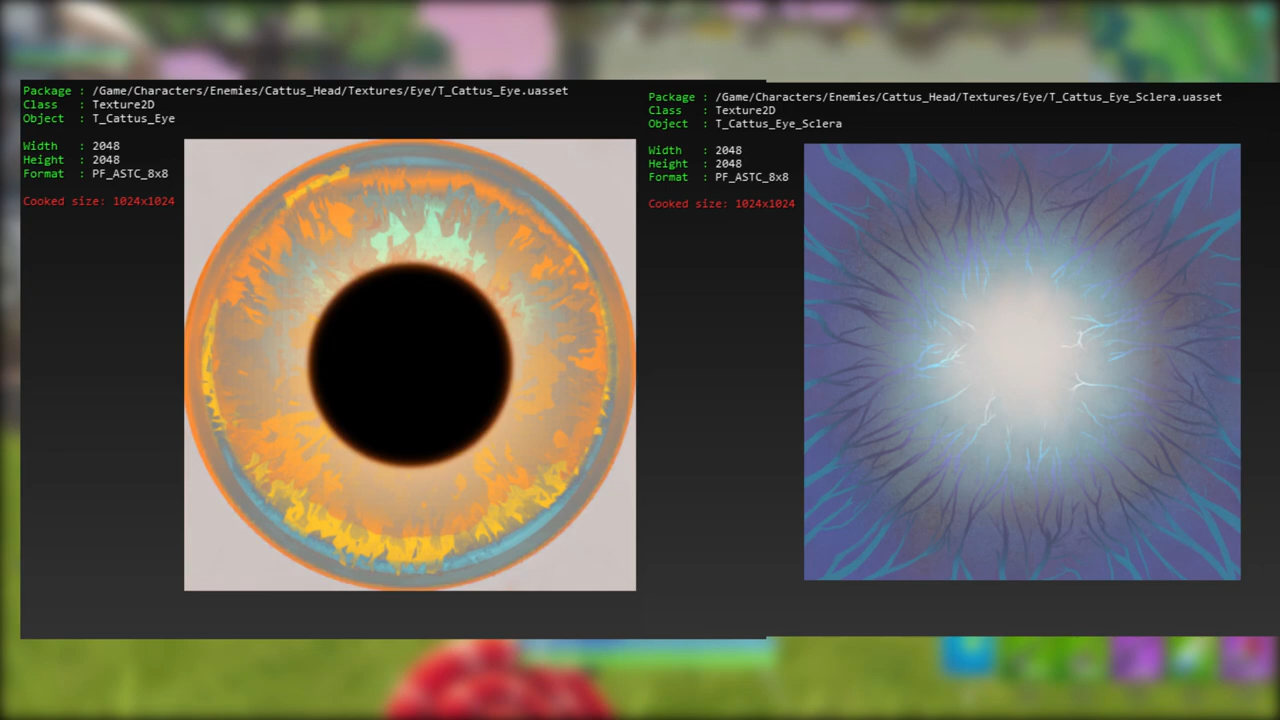 Package : /Game/Characters/Enemies/Cattus_Head/Textures/Eye/T_Cattus_Eye.uasset
Class : Texture2D
Object : T_Cattus_Eye
Width : 2048
Height : 2048
Format : PF_ASTC_8x8
Cooked size: 1024x1024
Package : /Game/Characters/Enemies/Cattus_Head/Textures/Eye/T_Cattus_Eye_Sclera.uasset
Class : Texture2D
Object : T_Cattus_Eye_Sclera
Width : 2048
Height : 2048
Format : PF_ASTC_8x8
Cooked size: 1024x1024